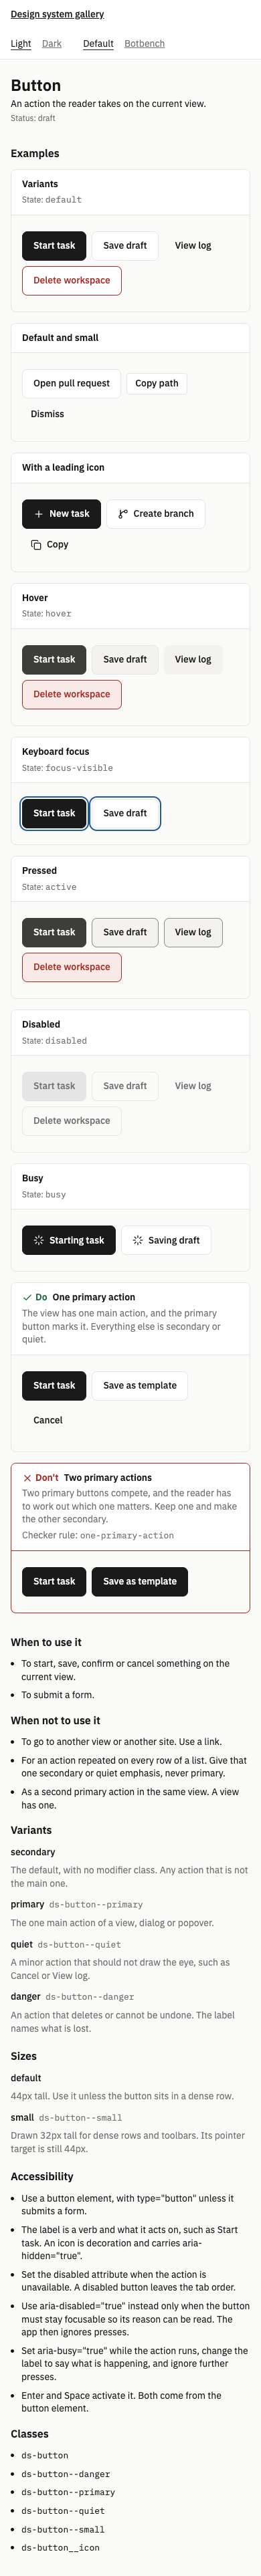 Design system gallery
Light Dark Default Botbench
Button
An action the reader takes on the current view.
Status: draft
Examples
Variants
State: default
Start task Save draft View log
Delete workspace
Default and small
Open pull request Copy path
Dismiss
With a leading icon
New task Create branch
Copy
Hover
State: hover
Start task Save draft View log
Delete workspace
Keyboard focus
State: focus-visible
Start task Save draft
Pressed
State: active
Start task Save draft View log
Delete workspace
Disabled
State: disabled
Start task Save draft View log
Delete workspace
Busy
State: busy
Starting task Saving draft
Do One primary action
The view has one main action, and the primary
button marks it. Everything else is secondary or
quiet.
Start task Save as template
Cancel
Don't Two primary actions
Two primary buttons compete, and the reader has
to work out which one matters. Keep one and make
the other secondary.
Checker rule: one-primary-action
Start task Save as template
When to use it
To start, save, confirm or cancel something on the
current view.
To submit a form.
When not to use it
To go to another view or another site. Use a link.
For an action repeated on every row of a list. Give that
one secondary or quiet emphasis, never primary.
As a second primary action in the same view. A view
has one.
Variants
secondary
The default, with no modifier class. Any action that is not
the main one.
primary ds-button--primary
The one main action of a view, dialog or popover.
quiet ds-button--quiet
A minor action that should not draw the eye, such as
Cancel or View log.
danger ds-button--danger
An action that deletes or cannot be undone. The label
names what is lost.
Sizes
default
44px tall. Use it unless the button sits in a dense row.
small ds-button--small
Drawn 32px tall for dense rows and toolbars. Its pointer
target is still 44px.
Accessibility
Use a button element, with type="button" unless it
submits a form.
The label is a verb and what it acts on, such as Start
task. An icon is decoration and carries aria-
hidden="true".
Set the disabled attribute when the action is
unavailable. A disabled button leaves the tab order.
Use aria-disabled="true" instead only when the button
must stay focusable so its reason can be read. The
app then ignores presses.
Set aria-busy="true" while the action runs, change the
label to say what is happening, and ignore further
presses.
Enter and Space activate it. Both come from the
button element.
Classes
ds-button
ds-button--danger
ds-button--primary
ds-button--quiet
ds-button--small
ds-button__icon